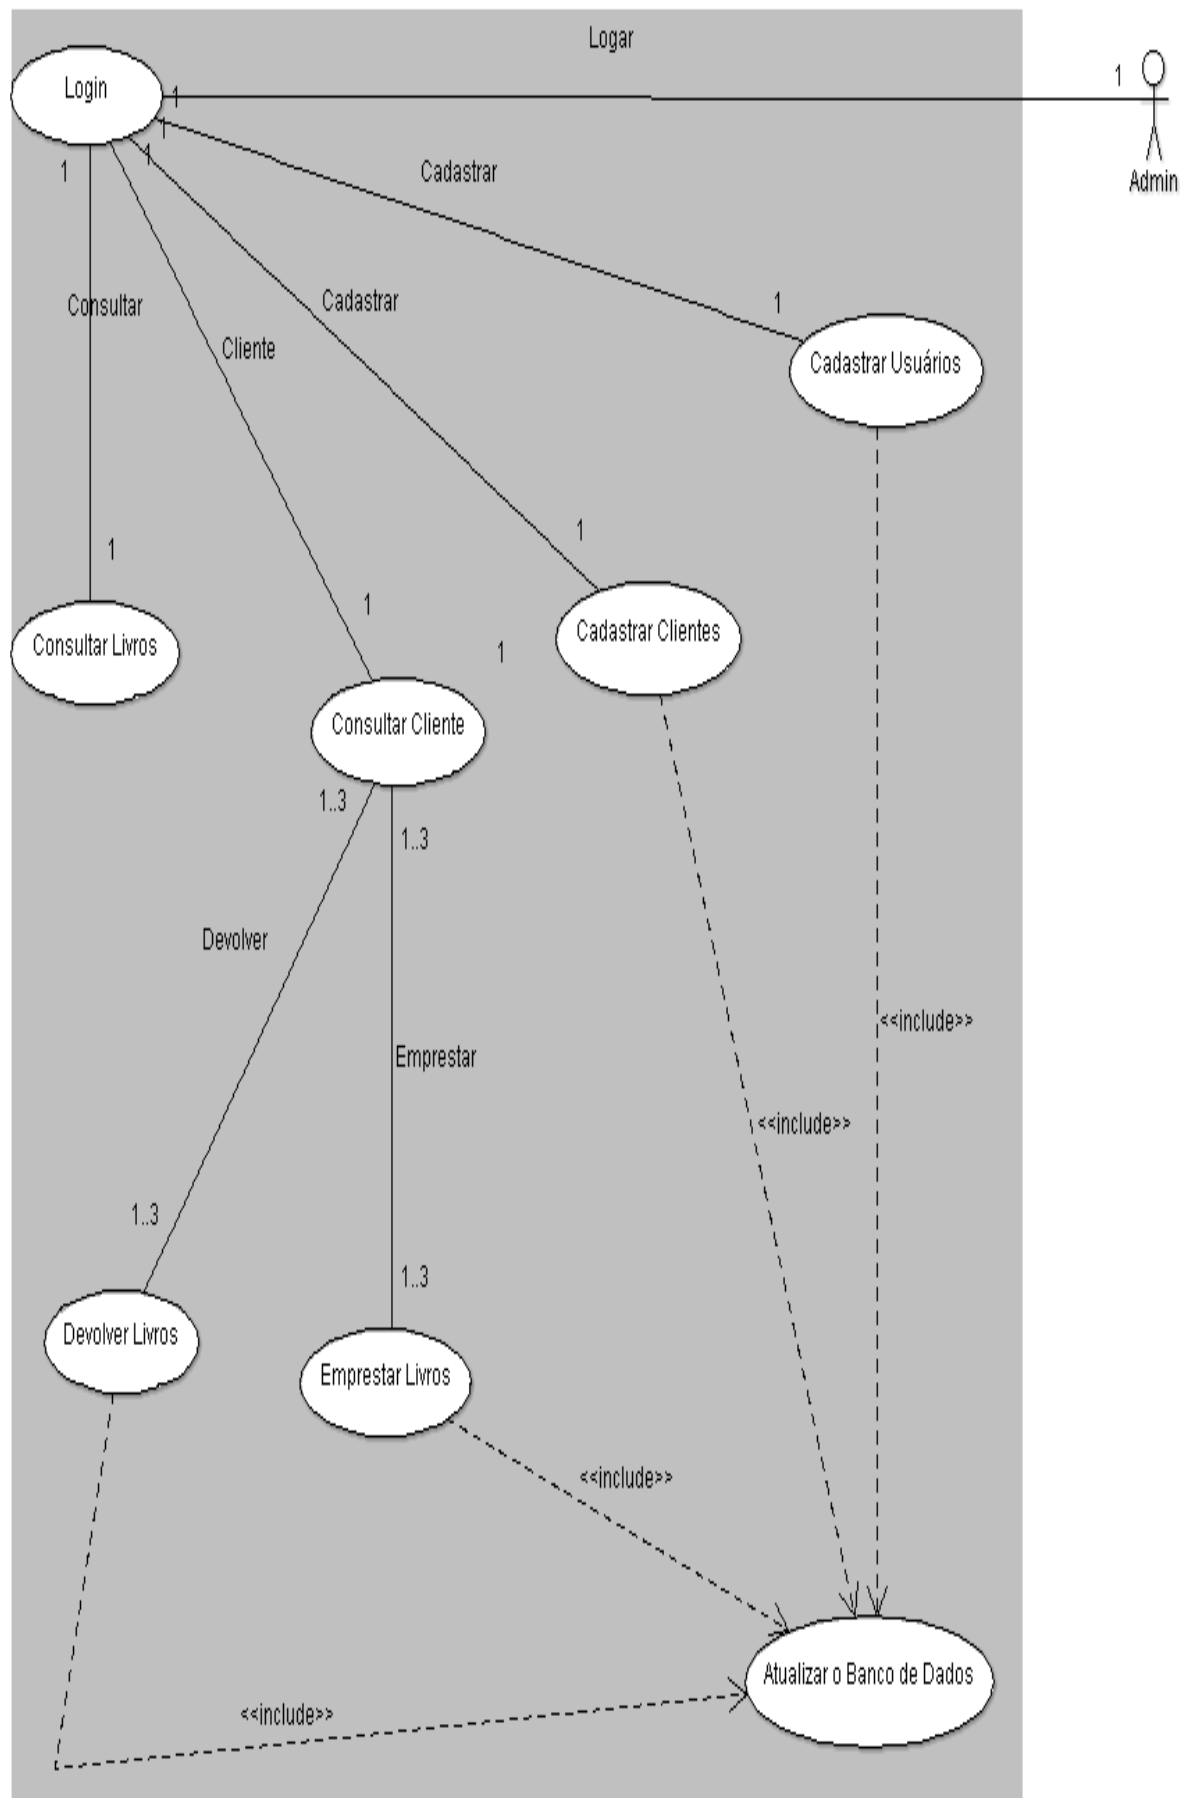 Logar
Login
1
1
Admin
1
1
1
Cadastrar
Consultar
Cliente
Cadastrar
1
Cadastrar Usuários
1
1
1
Consultar Livros
Cadastrar Clientes
1
Consultar Cliente
1..3
1..3
Devolver
Emprestar
<<include>>
<<include>>
1..3
1..3
Devolver Livros
Emprestar Livros
<<include>>
Atualizar o Banco de Dados
<<include>>